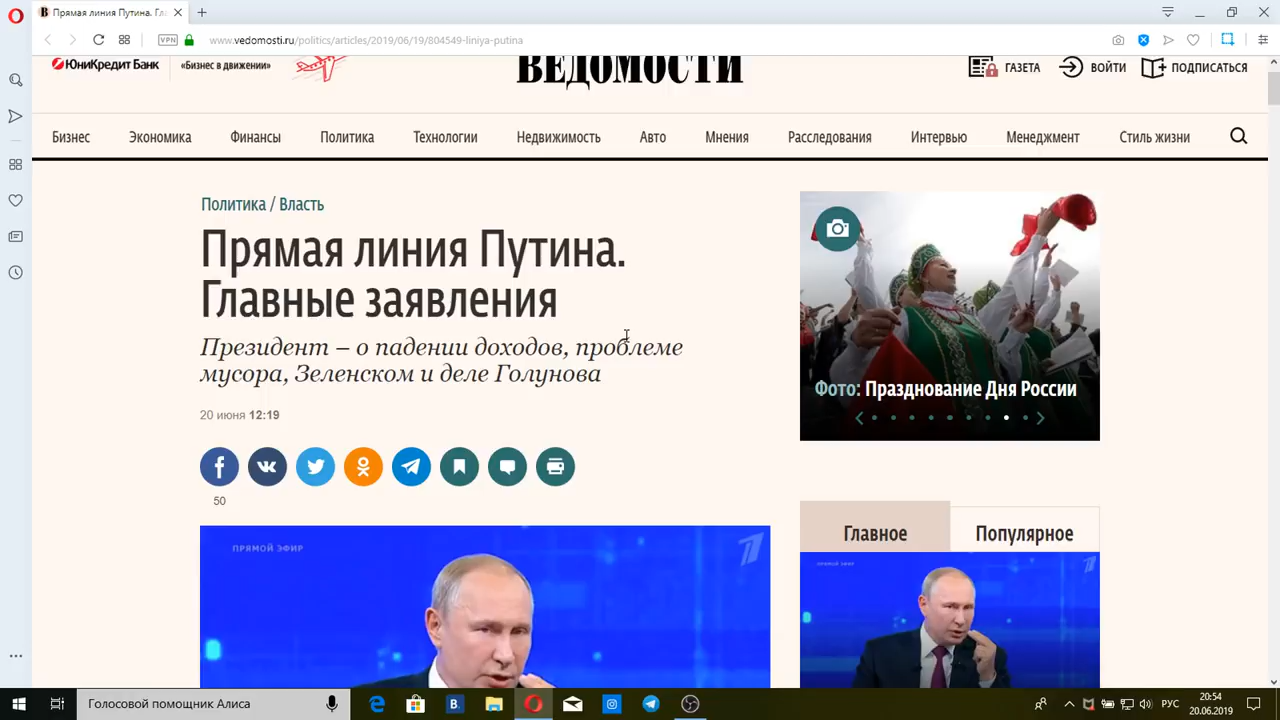 Прямая линия Путина. Гл
VPN
www.vedomosti.ru/politics/articles/2019/06/19/804549-liniya-putina
ЮниКредит Банк
«Бизнес в движении»
ВЕДОМОСТИ
ГАЗЕТА
ВОЙТИ
ПОДПИСАТЬСЯ
Бизнес Экономика Финансы Политика Технологии Недвижимость Авто Мнения Расследования Интервью Менеджмент Стиль жизни
Политика / Власть
Прямая линия Путина.
Главные заявления
Президент – о падении доходов, проблеме
мусора, Зеленском и деле Голунова
20 июня 12:19
50
ПРЯМОЙ ЭФИР
Фото: Празднование Дня России
Главное
Популярное
ПРЯМОЙ ЭФИР
Голосовой помощник Алиса
РУС
20:54
20.06.2019